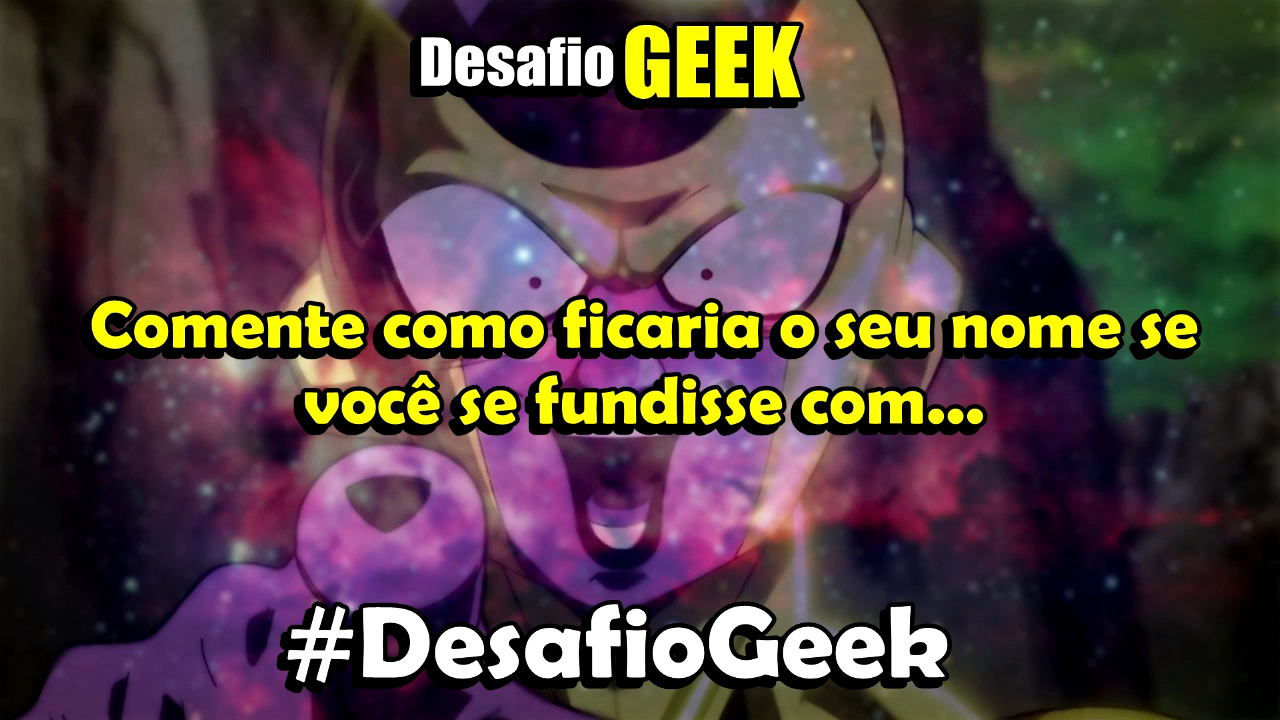 Desafio GEEK
Comente como ficaria o seu nome se
você se fundisse com...
#DesafioGeek